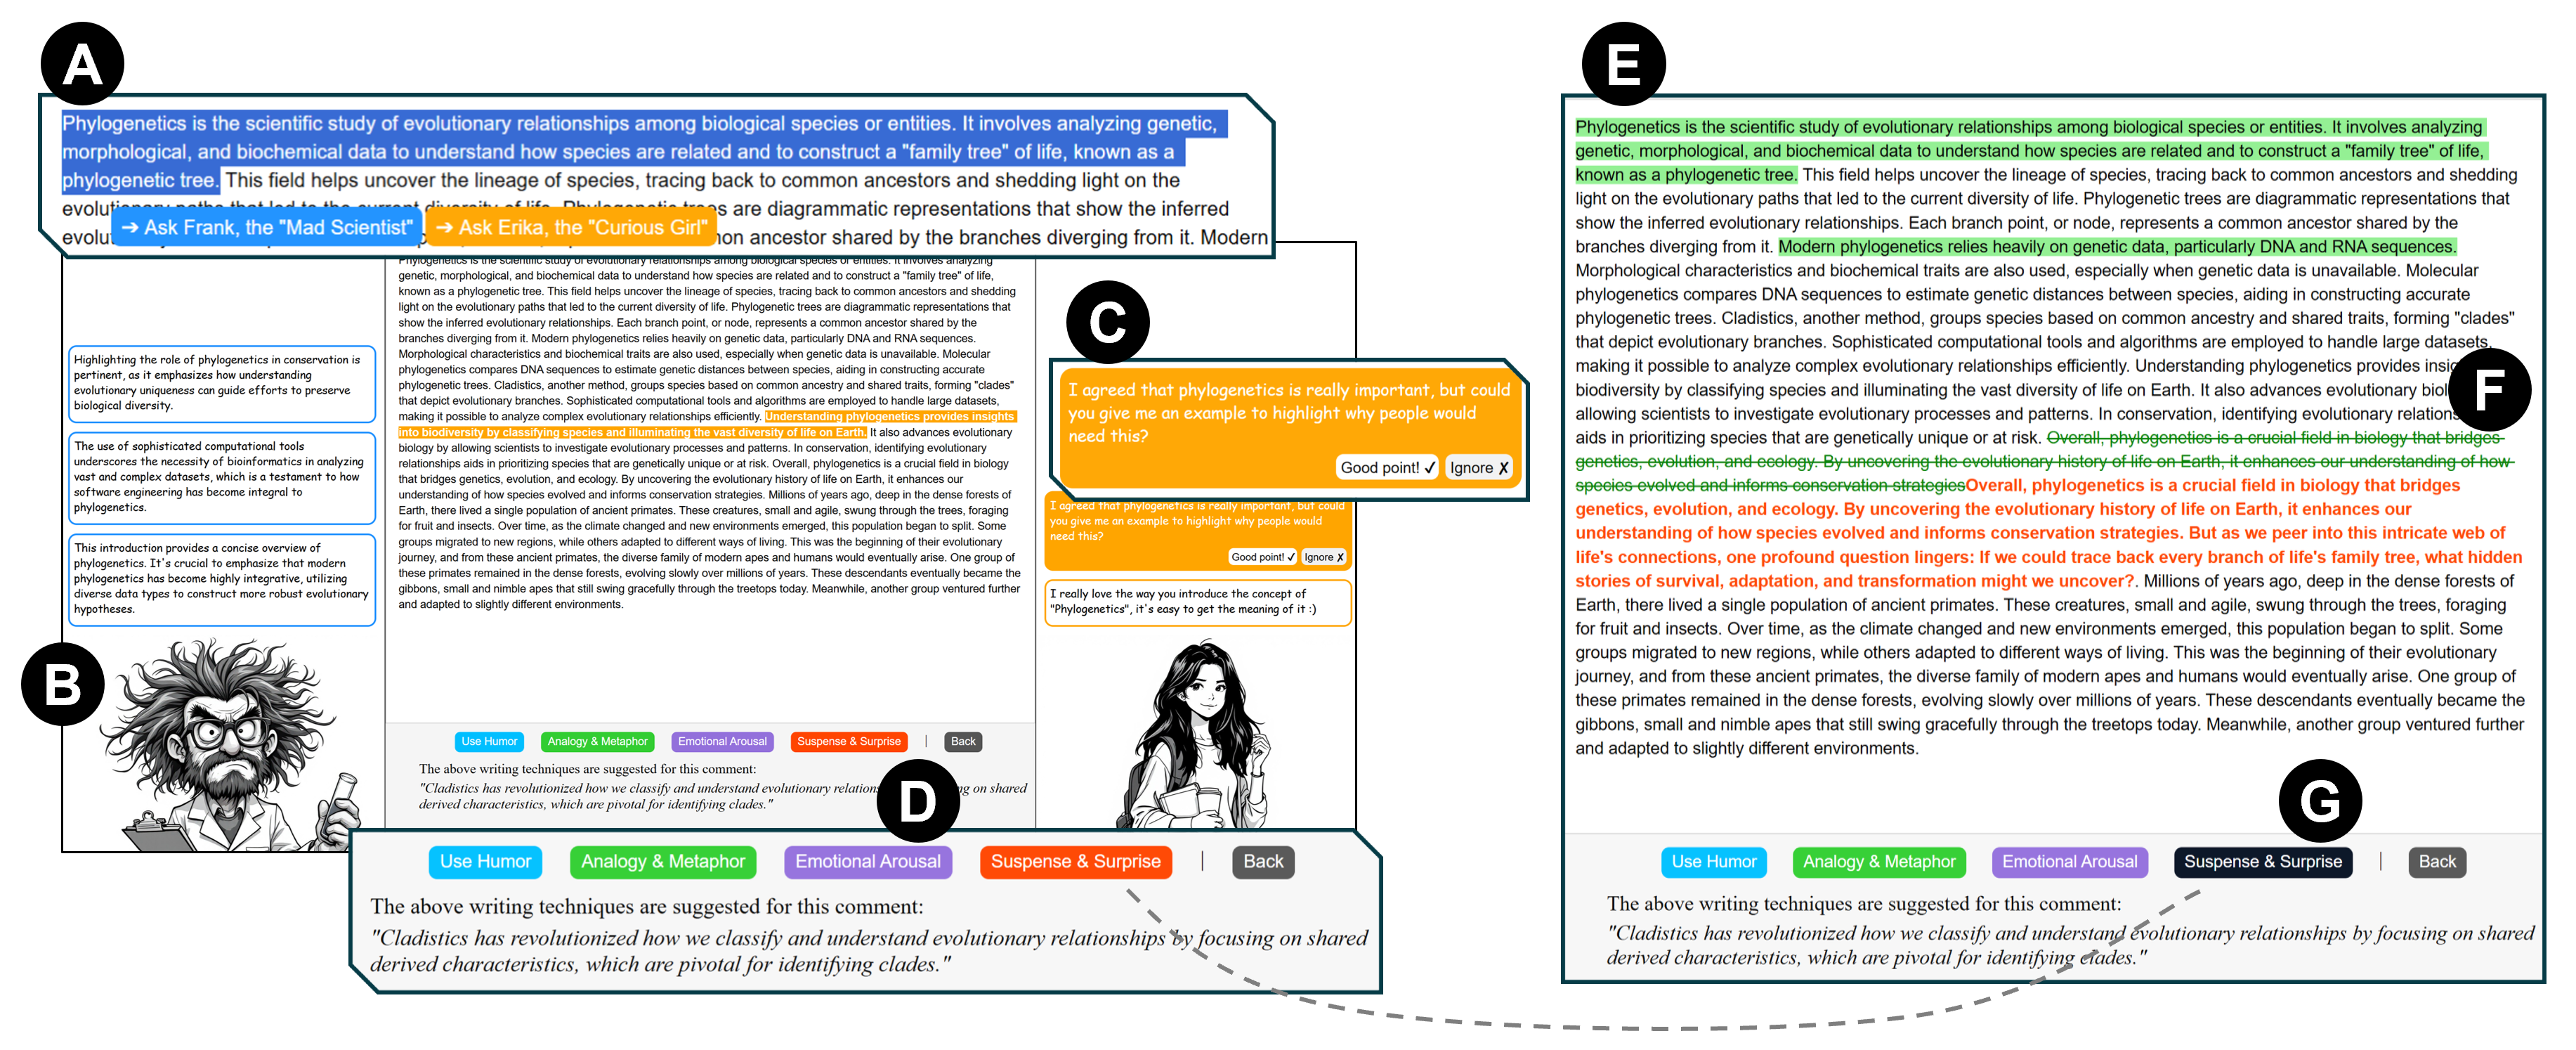 A
Phylogenetics is the scientific study of evolutionary relationships among biological species or entities. It involves analyzing genetic,
morphological, and biochemical data to understand how species are related and to construct a "family tree" of life, known as a
phylogenetic tree. This field helps uncover the lineage of species, tracing back to common ancestors and shedding light on the
evolutionary paths that led to the current diversity of life. Phylogenetic trees are diagrammatic representations that show the inferred
➔ Ask Frank, the "Mad Scientist"
➔ Ask Erika, the "Curious Girl"
ancestor shared by the branches diverging from it. Modern
B
Highlighting the role of phylogenetics in conservation is
pertinent, as it emphasizes how understanding
evolutionary uniqueness can guide efforts to preserve
biological diversity.
The use of sophisticated computational tools
underscores the necessity of bioinformatics in analyzing
vast and complex datasets, which is a testament to how
software engineering has become integral to
phylogenetics.
This introduction provides a concise overview of
phylogenetics. It's crucial to emphasize that modern
phylogenetics has become highly integrative, utilizing
diverse data types to construct more robust evolutionary
hypotheses.
Phylogenetics is the scientific study of evolutionary relationships among biological species or entities. It involves analyzing
genetic, morphological, and biochemical data to understand how species are related and to construct a "family tree" of life,
known as a phylogenetic tree. This field helps uncover the lineage of species, tracing back to common ancestors and shedding
light on the evolutionary paths that led to the current diversity of life. Phylogenetic trees are diagrammatic representations that
show the inferred evolutionary relationships. Each branch point, or node, represents a common ancestor shared by the
branches diverging from it. Modern phylogenetics relies heavily on genetic data, particularly DNA and RNA sequences.
Morphological characteristics and biochemical traits are also used, especially when genetic data is unavailable. Molecular
phylogenetics compares DNA sequences to estimate genetic distances between species, aiding in constructing accurate
phylogenetic trees. Cladistics, another method, groups species based on common ancestry and shared traits, forming "clades"
that depict evolutionary branches. Sophisticated computational tools and algorithms are employed to handle large datasets,
making it possible to analyze complex evolutionary relationships efficiently. Understanding phylogenetics provides insights
into biodiversity by classifying species and illuminating the vast diversity of life on Earth. It also advances evolutionary
biology by allowing scientists to investigate evolutionary processes and patterns. In conservation, identifying evolutionary
relationships aids in prioritizing species that are genetically unique or at risk. Overall, phylogenetics is a crucial field in biology
that bridges genetics, evolution, and ecology. By uncovering the evolutionary history of life on Earth, it enhances our
understanding of how species evolved and informs conservation strategies. Millions of years ago, deep in the dense forests of
Earth, there lived a single population of ancient primates. These creatures, small and agile, swung through the trees, foraging
for fruit and insects. Over time, as the climate changed and new environments emerged, this population began to split. Some
groups migrated to new regions, while others adapted to different ways of living. This was the beginning of their evolutionary
journey, and from these ancient primates, the diverse family of modern apes and humans would eventually arise. One group of
these primates remained in the dense forests, evolving slowly over millions of years. These descendants eventually became the
gibbons, small and nimble apes that still swing gracefully through the treetops today. Meanwhile, another group ventured further
and adapted to slightly different environments.
Use Humor
Analogy & Metaphor
Emotional Arousal
Suspense & Surprise
|
Back
The above writing techniques are suggested for this comment:
"Cladistics has revolutionized how we classify and understand evolutionary on shared
derived characteristics, which are pivotal for identifying clades."
C
I agreed that phylogenetics is really important, but could
you give me an example to highlight why people would
need this?
Good point! ✓
Ignore ✗
I agreed that phylogenetics is really important, but could
you give me an example to highlight why people would
need this?
Good point! ✓
Ignore ✗
I really love the way you introduce the concept of
"Phylogenetics", it's easy to get the meaning of it :)
D
Use Humor
Analogy & Metaphor
Emotional Arousal
Suspense & Surprise
|
Back
The above writing techniques are suggested for this comment:
"Cladistics has revolutionized how we classify and understand evolutionary relationships by focusing on shared
derived characteristics, which are pivotal for identifying clades."
E
Phylogenetics is the scientific study of evolutionary relationships among biological species or entities. It involves analyzing
genetic, morphological, and biochemical data to understand how species are related and to construct a "family tree" of life,
known as a phylogenetic tree. This field helps uncover the lineage of species, tracing back to common ancestors and shedding
light on the evolutionary paths that led to the current diversity of life. Phylogenetic trees are diagrammatic representations that
show the inferred evolutionary relationships. Each branch point, or node, represents a common ancestor shared by the
branches diverging from it. Modern phylogenetics relies heavily on genetic data, particularly DNA and RNA sequences.
Morphological characteristics and biochemical traits are also used, especially when genetic data is unavailable. Molecular
phylogenetics compares DNA sequences to estimate genetic distances between species, aiding in constructing accurate
phylogenetic trees. Cladistics, another method, groups species based on common ancestry and shared traits, forming "clades"
that depict evolutionary branches. Sophisticated computational tools and algorithms are employed to handle large datasets,
making it possible to analyze complex evolutionary relationships efficiently. Understanding phylogenetics provides
biodiversity by classifying species and illuminating the vast diversity of life on Earth. It also advances evolutionary
allowing scientists to investigate evolutionary processes and patterns. In conservation, identifying evolutionary
aids in prioritizing species that are genetically unique or at risk. Overall, phylogenetics is a crucial field in biology that bridges
genetics, evolution, and ecology. By uncovering the evolutionary history of life on Earth, it enhances our understanding of how
species evolved and informs conservation strategiesOverall, phylogenetics is a crucial field in biology that bridges
genetics, evolution, and ecology. By uncovering the evolutionary history of life on Earth, it enhances our
understanding of how species evolved and informs conservation strategies. But as we peer into this intricate web of
life's connections, one profound question lingers: If we could trace back every branch of life's family tree, what hidden
stories of survival, adaptation, and transformation might we uncover?. Millions of years ago, deep in the dense forests of
Earth, there lived a single population of ancient primates. These creatures, small and agile, swung through the trees, foraging
for fruit and insects. Over time, as the climate changed and new environments emerged, this population began to split. Some
groups migrated to new regions, while others adapted to different ways of living. This was the beginning of their evolutionary
journey, and from these ancient primates, the diverse family of modern apes and humans would eventually arise. One group of
these primates remained in the dense forests, evolving slowly over millions of years. These descendants eventually became the
gibbons, small and nimble apes that still swing gracefully through the treetops today. Meanwhile, another group ventured further
and adapted to slightly different environments.
F
G
Use Humor
Analogy & Metaphor
Emotional Arousal
Suspense & Surprise
|
Back
The above writing techniques are suggested for this comment:
"Cladistics has revolutionized how we classify and understand evolutionary relationships by focusing on shared
derived characteristics, which are pivotal for identifying clades."